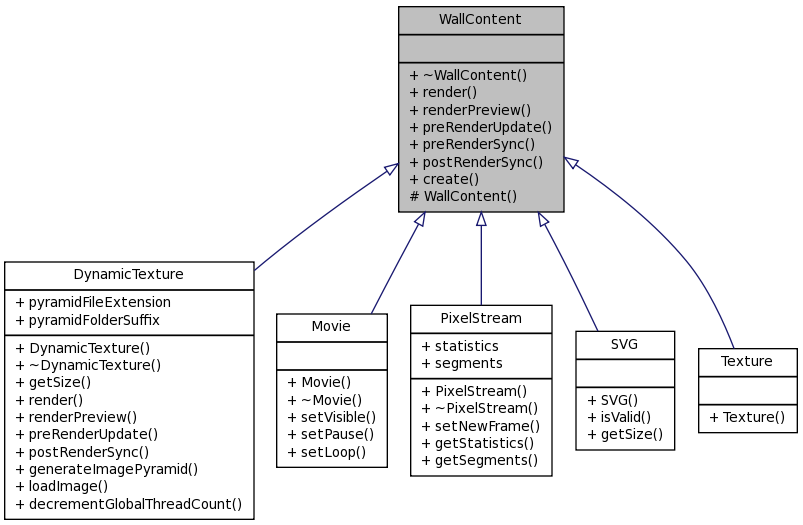 WallContent
+ ~WallContent()
+ render()
+ renderPreview()
+ preRenderUpdate()
+ preRenderSync()
+ postRenderSync()
+ create()
# WallContent()
DynamicTexture
+ pyramidFileExtension
+ pyramidFolderSuffix
+ DynamicTexture()
+ ~DynamicTexture()
+ getSize()
+ render()
+ renderPreview()
+ preRenderUpdate()
+ postRenderSync()
+ generateImagePyramid()
+ loadImage()
+ decrementGlobalThreadCount()
Movie
+ Movie()
+ ~Movie()
+ setVisible()
+ setPause()
+ setLoop()
PixelStream
+ statistics
+ segments
+ PixelStream()
+ ~PixelStream()
+ setNewFrame()
+ getStatistics()
+ getSegments()
SVG
+ SVG()
+ isValid()
+ getSize()
Texture
+ Texture()